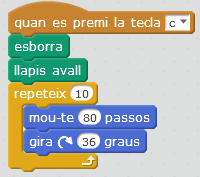 quan es premi la tecla c
esborra
llapis avall
repeteix 10
mou-te 80 passos
gira 36 graus